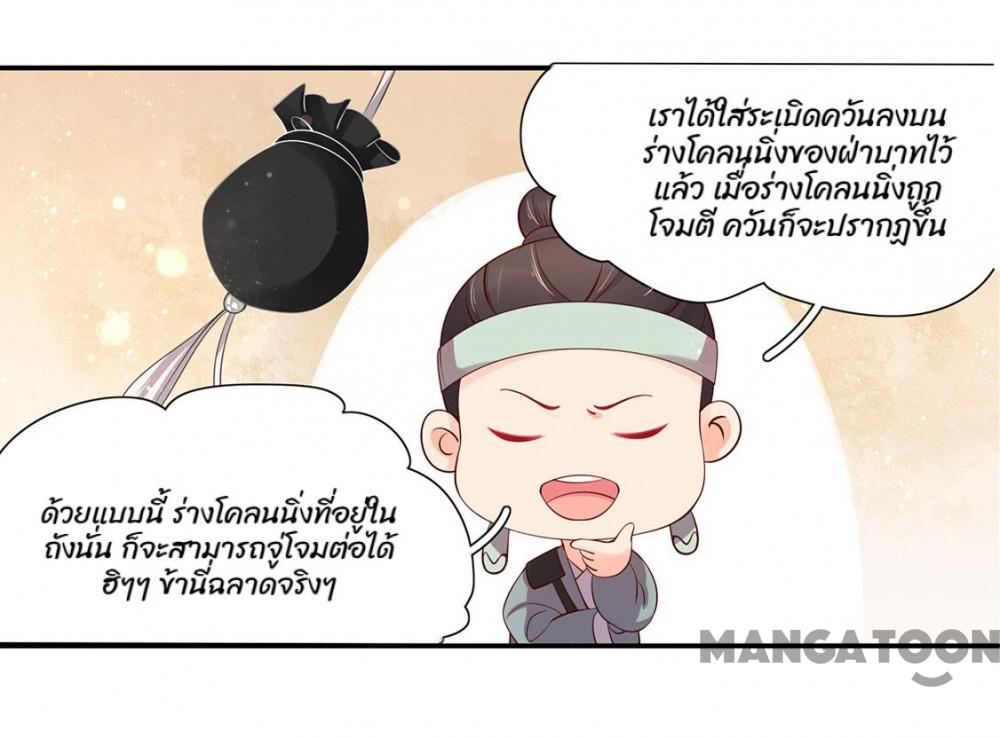 เราได้ใส่ระเบิดควันลงบน
ร่างโคลนนิ่งของฝ่าบาทไว้
แล้ว เมื่อร่างโคลนนิ่งถูก
โจมตี ควันก็จะปรากฏขึ้น
ด้วยแบบนี้ ร่างโคลนนิ่งที่อยู่ใน
ถังนั่น ก็จะสามารถจู่โจมต่อได้
ฮิๆๆ ข้านี่ฉลาดจริงๆ
MANGATOON